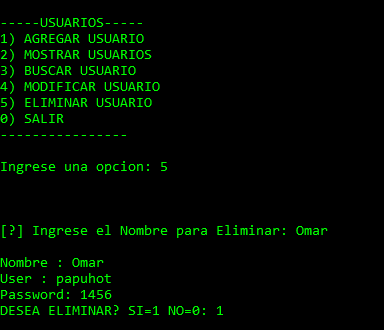 -----USUARIOS-----
1) AGREGAR USUARIO
2) MOSTRAR USUARIOS
3) BUSCAR USUARIO
4) MODIFICAR USUARIO
5) ELIMINAR USUARIO
0) SALIR
----------------
Ingrese una opcion: 5
[?] Ingrese el Nombre para Eliminar: Omar
Nombre : Omar
User : papuhot
Password: 1456
DESEA ELIMINAR? SI=1 NO=0: 1